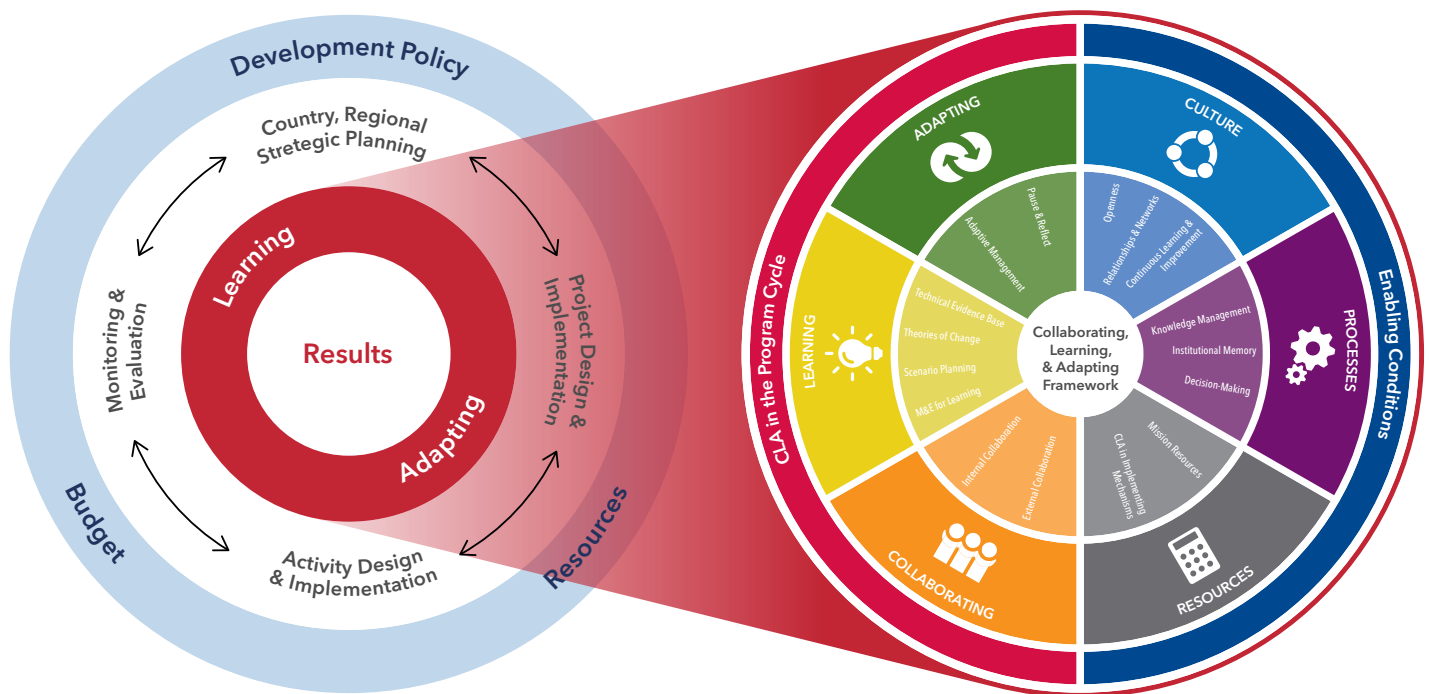 Development Policy
Country, Regional
Stretegic Planning
Monitoring &
Evaluation
Learning
Results
Adapting
Project Design &
Implementation
Activity Design
& Implementation
Budget
Resources
CLA in the Program Cycle
Enabling Conditions
ADAPTING
Adaptive Management
Pause & Reflect
CULTURE
Openness
Relationships & Networks
Continuous Learning &
Improvement
LEARNING
Technical Evidence Base
Theories of Change
Scenario Planning
M&E for Learning
Collaborating,
Learning,
& Adapting
Framework
PROCESSES
Knowledge Management
Institutional Memory
Decision-Making
COLLABORATING
Internal Collaboration
External Collaboration
RESOURCES
CLA in Implementing
Mechanisms
Mission Resources